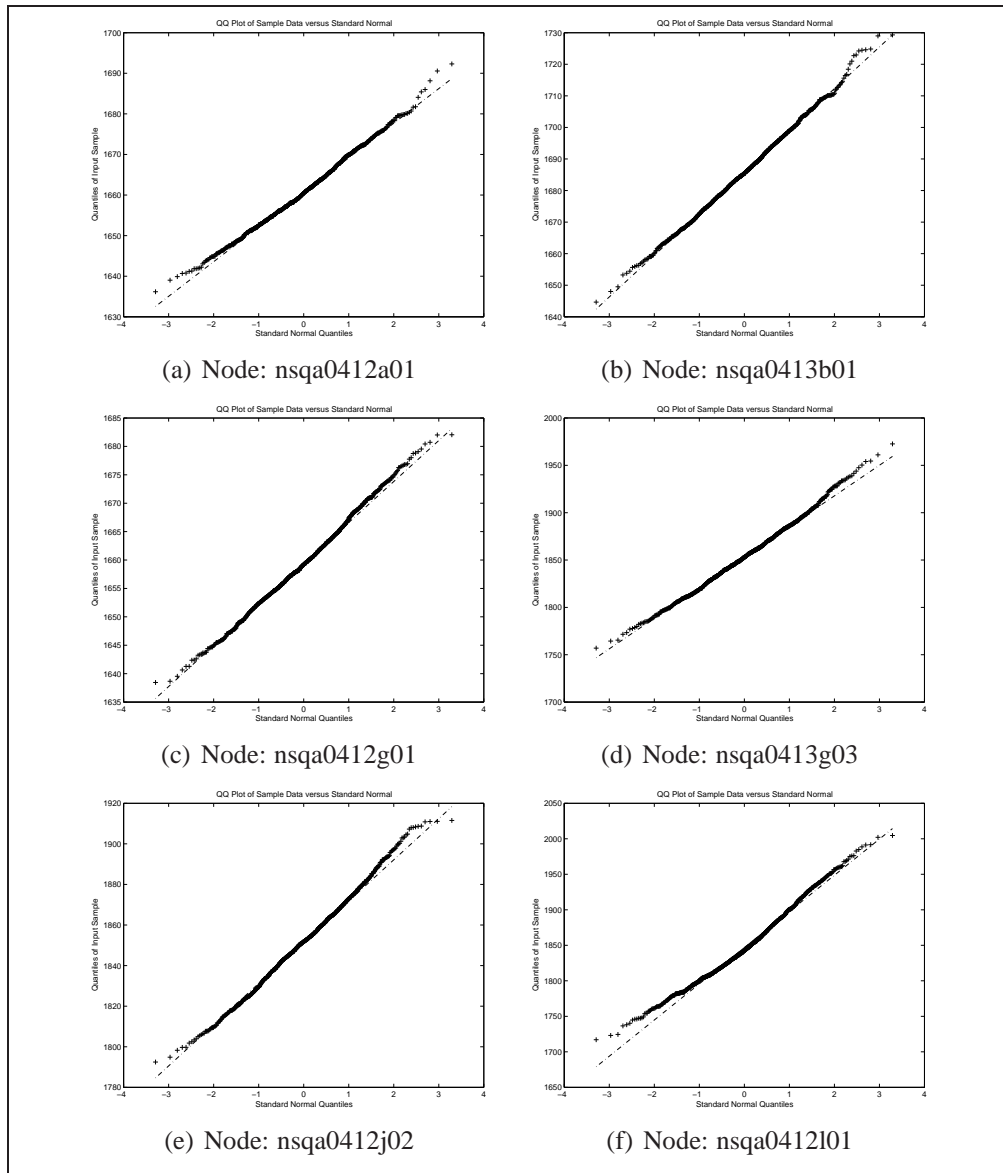 QQ Plot of Sample Data versus Standard Normal
QQ Plot of Sample Data versus Standard Normal
1700
1690
1680
1670
1660
1650
1640
1630
Quantiles of Input Sample
−4 −3 −2 −1 0 1 2 3 4
Standard Normal Quantiles
1730
1720
1710
1700
1690
1680
1670
1660
1650
1640
Quantiles of Input Sample
−4 −3 −2 −1 0 1 2 3 4
Standard Normal Quantiles
(a) Node: nsqa0412a01
(b) Node: nsqa0413b01
QQ Plot of Sample Data versus Standard Normal
QQ Plot of Sample Data versus Standard Normal
1685
1680
1675
1670
1665
1660
1655
1650
1645
1640
1635
Quantiles of Input Sample
−4 −3 −2 −1 0 1 2 3 4
Standard Normal Quantiles
2000
1950
1900
1850
1800
1750
1700
Quantiles of Input Sample
−4 −3 −2 −1 0 1 2 3 4
Standard Normal Quantiles
(c) Node: nsqa0412g01
(d) Node: nsqa0413g03
QQ Plot of Sample Data versus Standard Normal
QQ Plot of Sample Data versus Standard Normal
1920
1900
1880
1860
1840
1820
1800
1780
Quantiles of Input Sample
−4 −3 −2 −1 0 1 2 3 4
Standard Normal Quantiles
2050
2000
1950
1900
1850
1800
1750
1700
1650
Quantiles of Input Sample
−4 −3 −2 −1 0 1 2 3 4
Standard Normal Quantiles
(e) Node: nsqa0412j02
(f) Node: nsqa0412l01